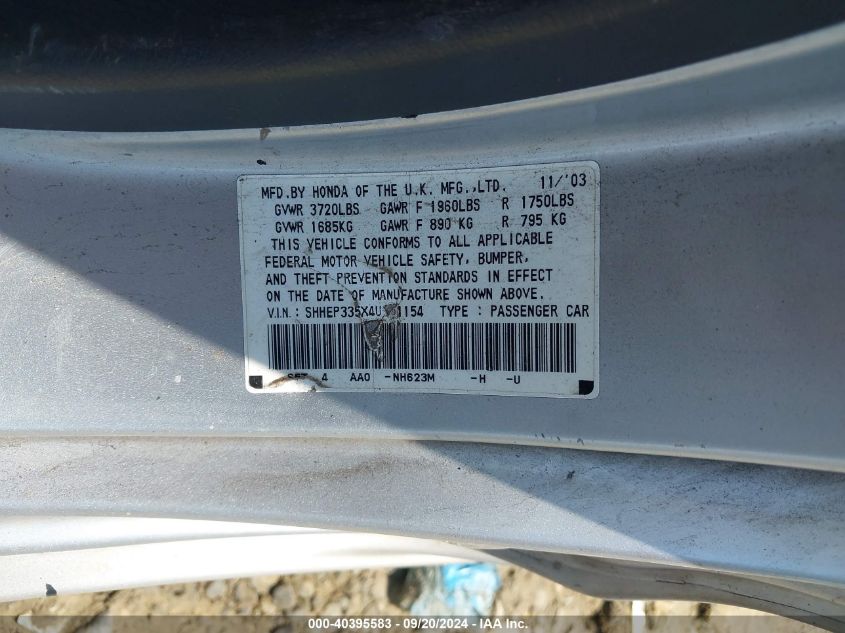 MFD.BY HONDA OF THE U.K. MFG.,LTD. 11/'03
GVWR 3720LBS GAWR F 1960LBS R 1750LBS
GVWR 1685KG GAWR F 890 KG R 795 KG
THIS VEHICLE CONFORMS TO ALL APPLICABLE
FEDERAL MOTOR VEHICLE SAFETY, BUMPER,
AND THEFT PREVENTION STANDARDS IN EFFECT
ON THE DATE OF MANUFACTURE SHOWN ABOVE.
V.I.N.: TYPE: PASSENGER CAR
4 AA0 -NH623M -H -U
000-40395583 - 09/20/2024 - IAA Inc.